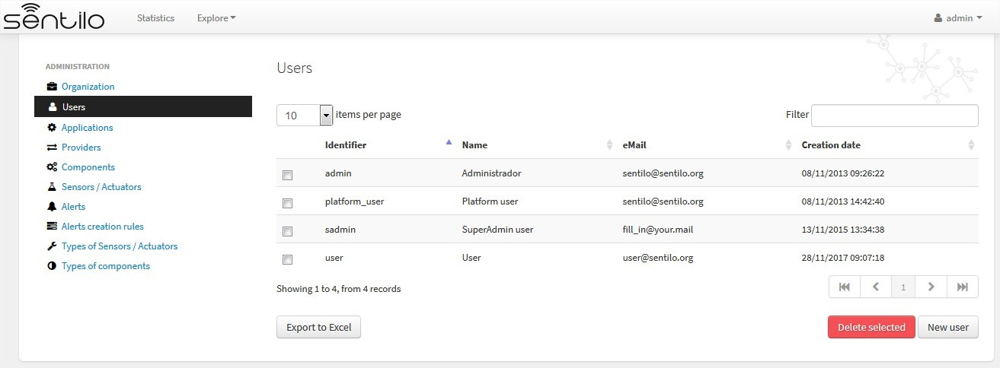 sentilo Statistics Explore admin
ADMINISTRATION
Organization
Users
Applications
Providers
Components
Sensors / Actuators
Alerts
Alerts creation rules
Types of Sensors / Actuators
Types of components
Users
10 items per page Filter
Identifier Name eMail Creation date
admin Administrador sentilo@sentilo.org 08/11/2013 09:26:22
platform_user Platform user sentilo@sentilo.org 08/11/2013 14:42:40
sadmin SuperAdmin user fill_in@your.mail 13/11/2015 13:34:38
user User user@sentilo.org 28/11/2017 09:07:18
Showing 1 to 4, from 4 records 1
Export to Excel Delete selected New user